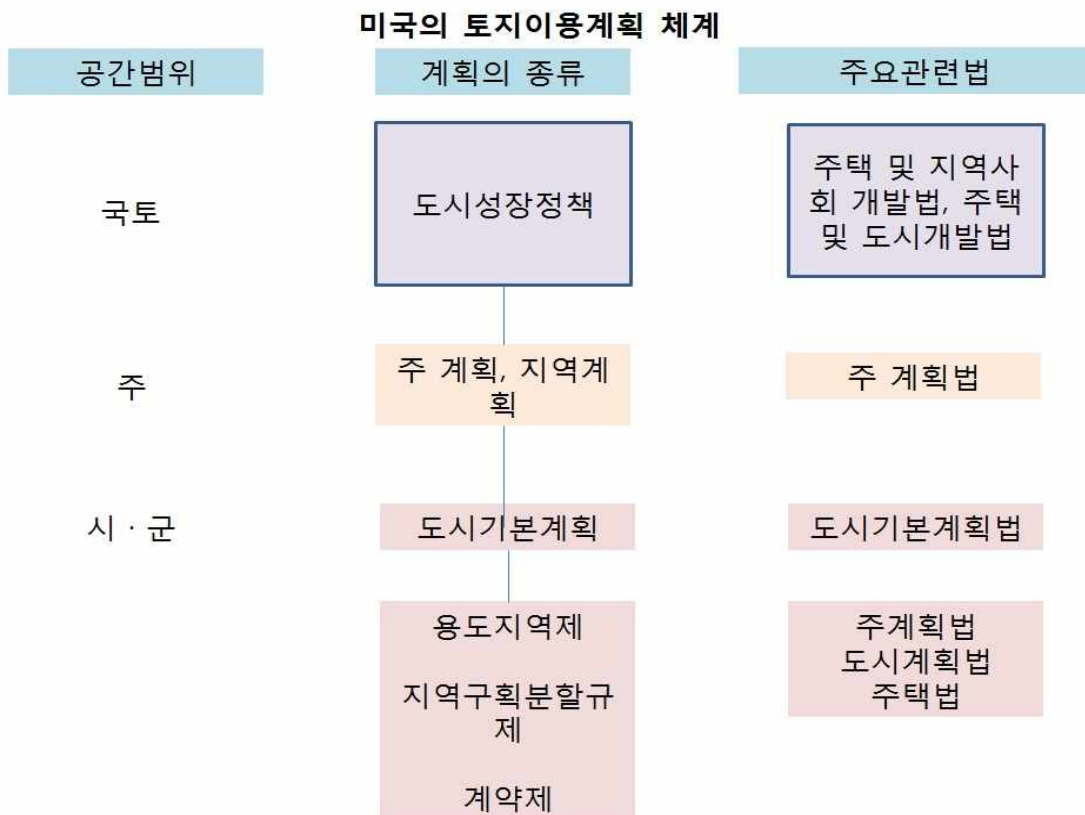 미국의 토지이용계획 체계
공간범위
계획의 종류
주요관련법
국토
도시성장정책
주택 및 지역사
회 개발법, 주택
및 도시개발법
주
주 계획, 지역계
획
주 계획법
시 · 군
도시기본계획
도시기본계획법
용도지역제
지역구획분할규
제
계약제
주계획법
도시계획법
주택법